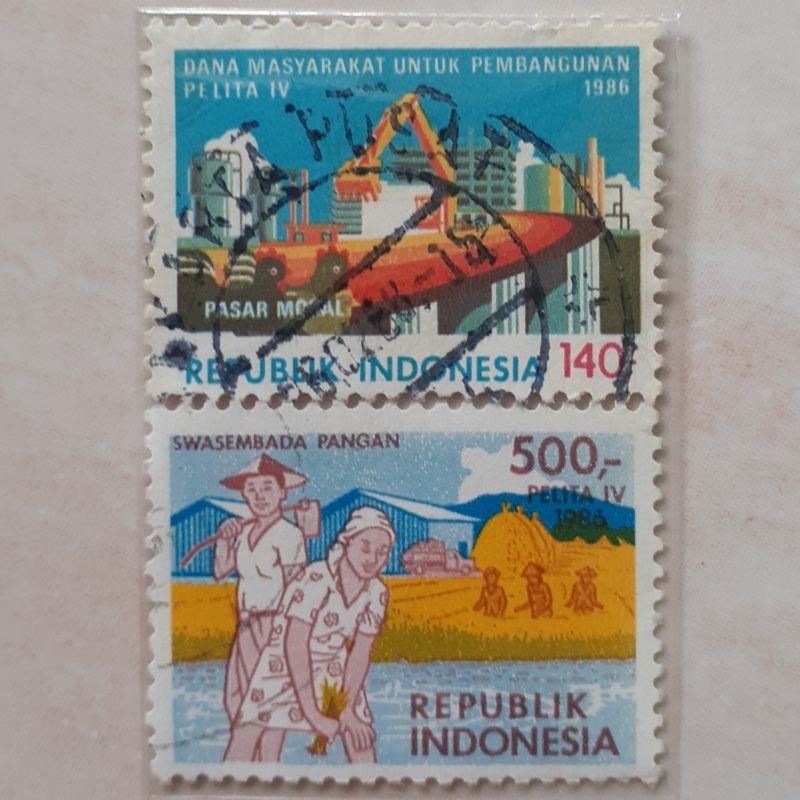 DANA MASYARAKAT UNTUK PEMBANGUNAN
PELITA IV 1986
PASAR MODAL
REPUBLIK INDONESIA 140,-
SWASEMBADA PANGAN
500,-
PELITA IV
1986
REPUBLIK
INDONESIA